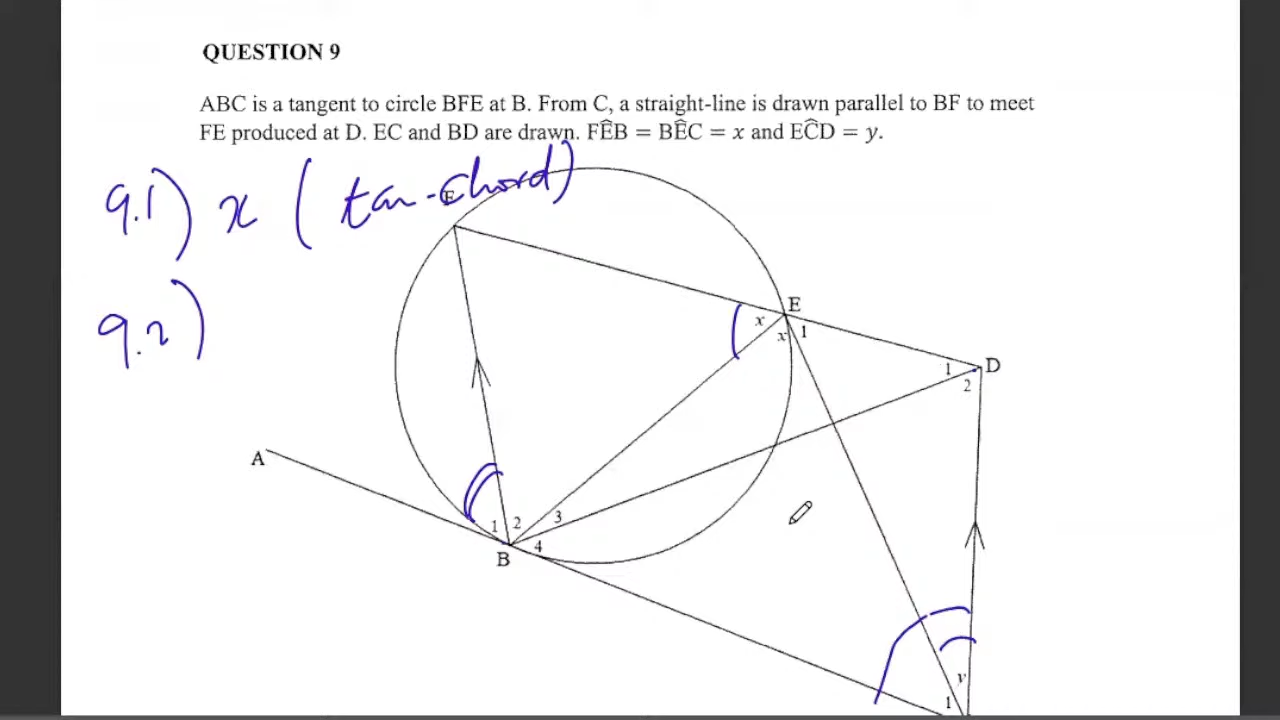 QUESTION 9
ABC is a tangent to circle BFE at B. From C, a straight-line is drawn parallel to BF to meet
FE produced at D. EC and BD are drawn. FÊB = BÊC = x and EĈD = y.
9.1) x (tan-chord)
F
9.2)
E
x
x 1
1 D
2
A
1 2 3
4
B
y
1